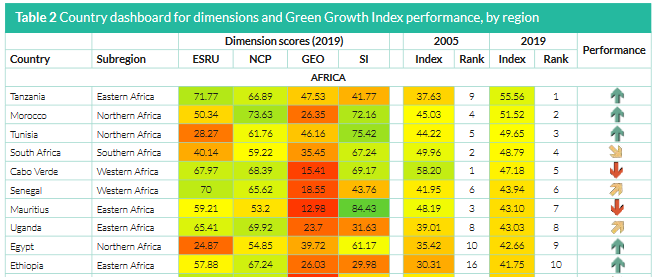 Table 2 Country dashboard for dimensions and Green Growth Index performance, by region
Dimension scores (2019) 2005 2019 Performance
Country Subregion ESRU NCP GEO SI Index Rank Index Rank
AFRICA
Tanzania Eastern Africa 71.77 66.89 47.53 41.77 37.63 9 55.56 1
Morocco Northern Africa 50.34 73.63 26.35 72.16 45.03 4 51.52 2
Tunisia Northern Africa 28.27 61.76 46.16 75.42 44.22 5 49.65 3
South Africa Southern Africa 40.14 59.22 35.45 67.24 49.96 2 48.79 4
Cabo Verde Western Africa 67.97 68.39 15.41 69.17 58.20 1 47.18 5
Senegal Western Africa 70 65.62 18.55 43.76 41.95 6 43.94 6
Mauritius Eastern Africa 59.21 53.2 12.98 84.43 48.19 3 43.10 7
Uganda Eastern Africa 65.41 69.92 23.7 31.63 39.01 8 43.03 8
Egypt Northern Africa 24.87 54.85 39.72 61.17 35.42 10 42.66 9
Ethiopia Eastern Africa 57.88 67.24 26.03 29.98 30.31 16 41.75 10